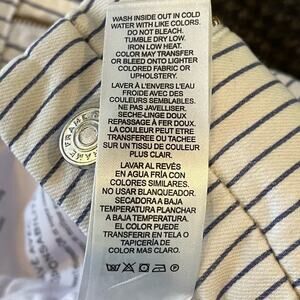 WASH INSIDE OUT IN COLD
WATER WITH LIKE COLORS.
DO NOT BLEACH.
TUMBLE DRY LOW.
IRON LOW HEAT.
COLOR MAY TRANSFER
OR BLEED ONTO LIGHTER
COLORED FABRIC OR
UPHOLSTERY.
LAVER À L'ENVERS L'EAU
FROIDE AVEC DES
COULEURS SEMBLABLES.
NE PAS JAVELLISER.
SECHE-LINGE DOUX
REPASSAGE À FER DOUX.
LA COULEUR PEUT ETRE
TRANSFEREE OU TACHEE
SUR UN TISSU DE COULEUR
PLUS CLAIR.
LAVAR AL REVÉS
EN AGUA FRÍA CON
COLORES SIMILARES.
NO USAR BLANQUEADOR.
SECADORA A BAJA
TEMPERATURA PLANCHAR
A BAJA TEMPERATURA.
EL COLOR PUEDE
TRANSFERIR EN TELA O
TAPICERÍA DE
COLOR MAS CLARO.
FRAME